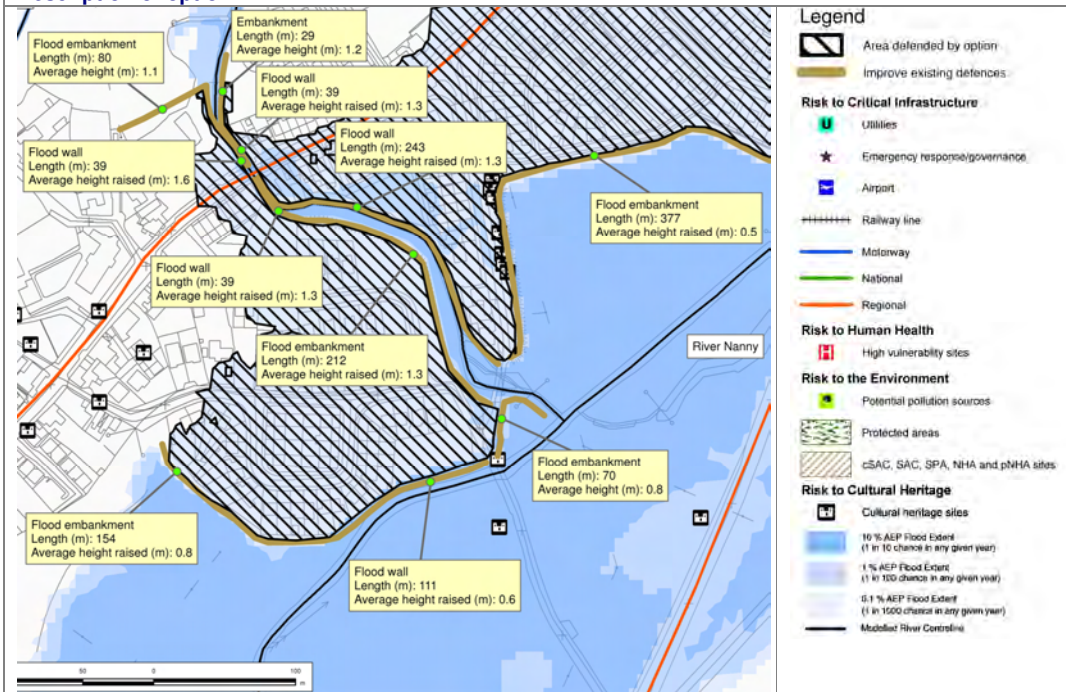 Flood embankment
Length (m): 80
Average height (m): 1.1
Embankment
Length (m): 29
Average height (m): 1.2
Flood wall
Length (m): 39
Average height raised (m): 1.3
Flood wall
Length (m): 243
Average height raised (m): 1.3
Flood wall
Length (m): 39
Average height raised (m): 1.6
Flood embankment
Length (m): 377
Average height raised (m): 0.5
Flood wall
Length (m): 39
Average height raised (m): 1.3
Flood embankment
Length (m): 212
Average height raised (m): 1.3
River Nanny
Flood embankment
Length (m): 70
Average height (m): 0.8
Flood embankment
Length (m): 154
Average height raised (m): 0.8
Flood wall
Length (m): 111
Average height raised (m): 0.6
50 0 100
m
Legend
Area defended by option
Improve existing defences
Risk to Critical Infrastructure
U Utilities
Emergency response/governance
Airport
Railway line
Motorway
National
Regional
Risk to Human Health
H High vulnerability sites
Risk to the Environment
Potential pollution sources
Protected areas
cSAC, SAC, SPA, NHA and pNHA sites
Risk to Cultural Heritage
Cultural heritage sites
10 % AEP Flood Extent
(1 in 10 chance in any given year)
1 % AEP Flood Extent
(1 in 100 chance in any given year)
0.1 % AEP Flood Extent
(1 in 1000 chance in any given year)
Modelled River Centreline